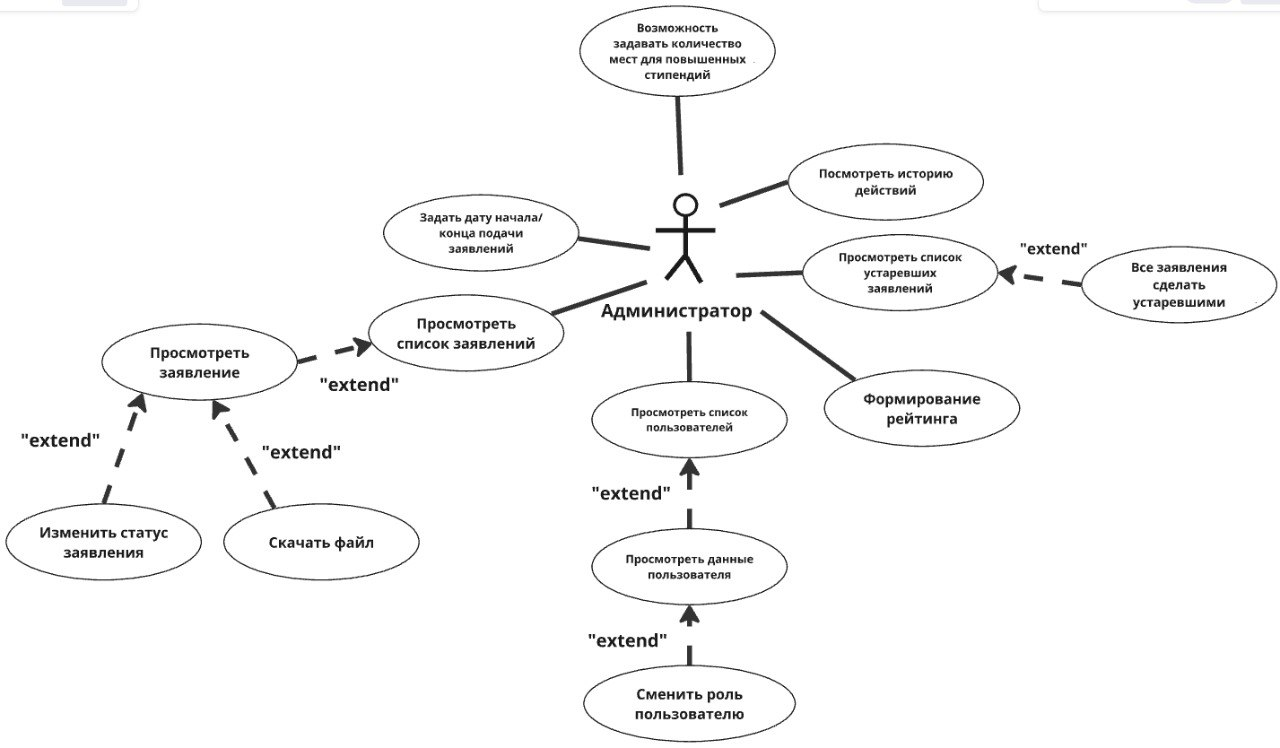 Возможность
задавать количество
мест для повышенных
стипендий
Посмотреть историю
действий
Задать дату начала/
конца подачи
заявлений
Просмотреть список
устаревших
заявлений
"extend"
Все заявления
сделать
устаревшими
Администратор
Просмотреть
список заявлений
"extend"
Просмотреть
заявление
"extend"
"extend"
Изменить статус
заявления
Скачать файл
Формирование
рейтинга
Просмотреть список
пользователей
"extend"
Просмотреть данные
пользователя
"extend"
Сменить роль
пользователю